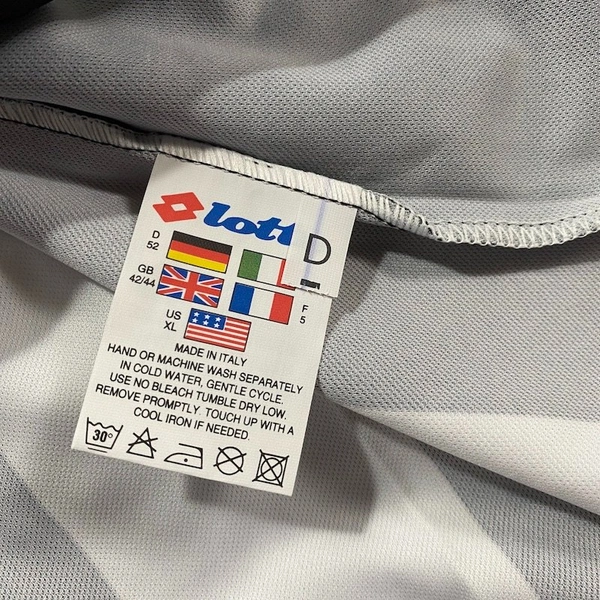 lott
D
D
52
GB
42/44
F
5
US
XL
MADE IN ITALY
HAND OR MACHINE WASH SEPARATELY
IN COLD WATER, GENTLE CYCLE.
USE NO BLEACH TUMBLE DRY LOW.
REMOVE PROMPTLY. TOUCH UP WITH A
COOL IRON IF NEEDED.
30°